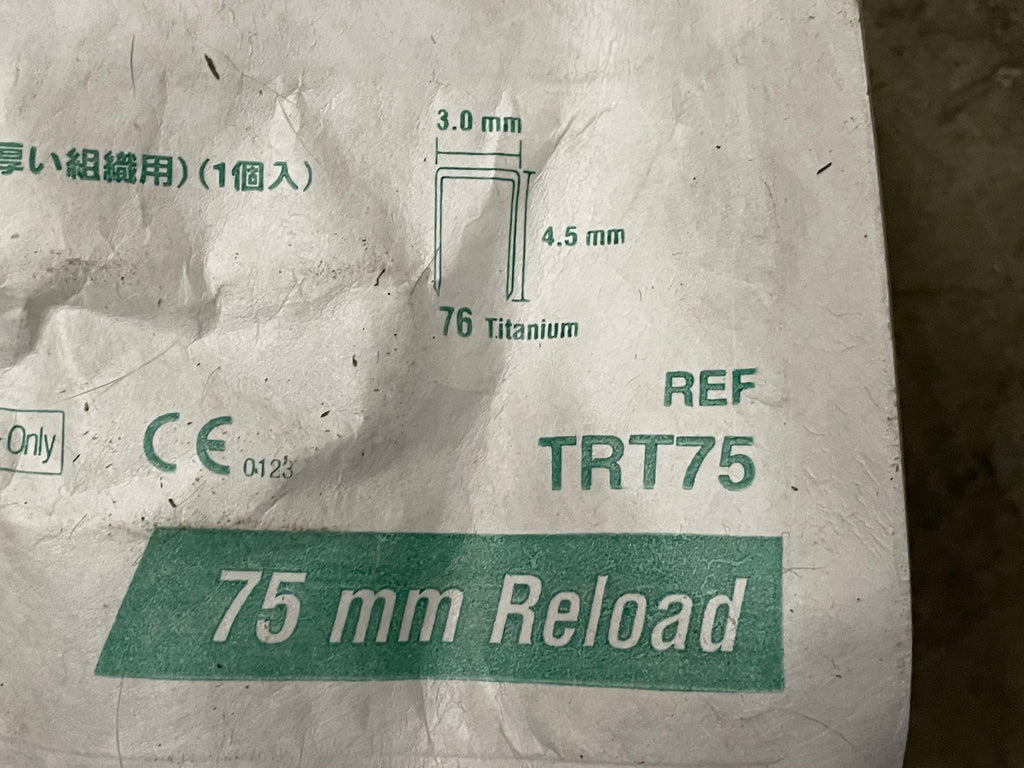 3.0 mm
厚い組織用)(1個入)
4.5 mm
76 Titanium
REF
Only
CE 0123
TRT75
75 mm Reload